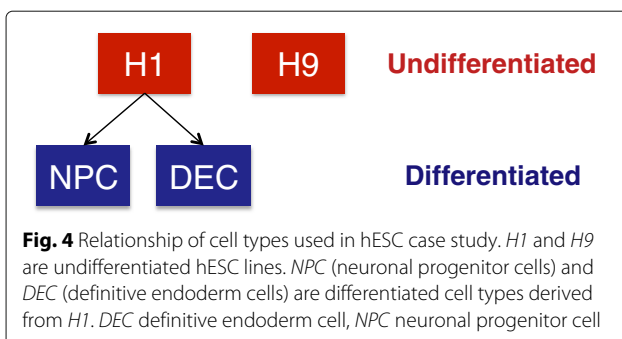 H1 H9 Undifferentiated
NPC DEC Differentiated
Fig. 4 Relationship of cell types used in hESC case study. H1 and H9
are undifferentiated hESC lines. NPC (neuronal progenitor cells) and
DEC (definitive endoderm cells) are differentiated cell types derived
from H1. DEC definitive endoderm cell, NPC neuronal progenitor cell